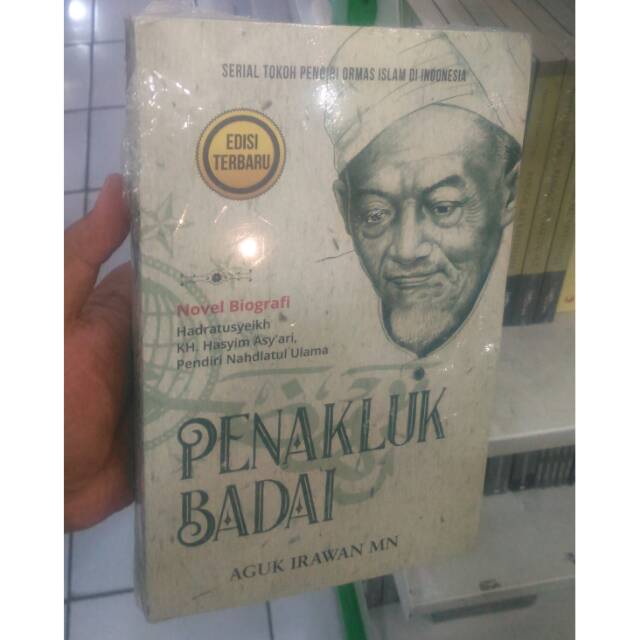 SERIAL TOKOH PENDIRI ORMAS ISLAM DI INDONESIA
EDISI
TERBARU
Novel Biografi
Hadratusyeikh
KH. Hasyim Asy'ari,
Pendiri Nahdlatul Ulama
PENAKLUK
BADAI
AGUK IRAWAN MN